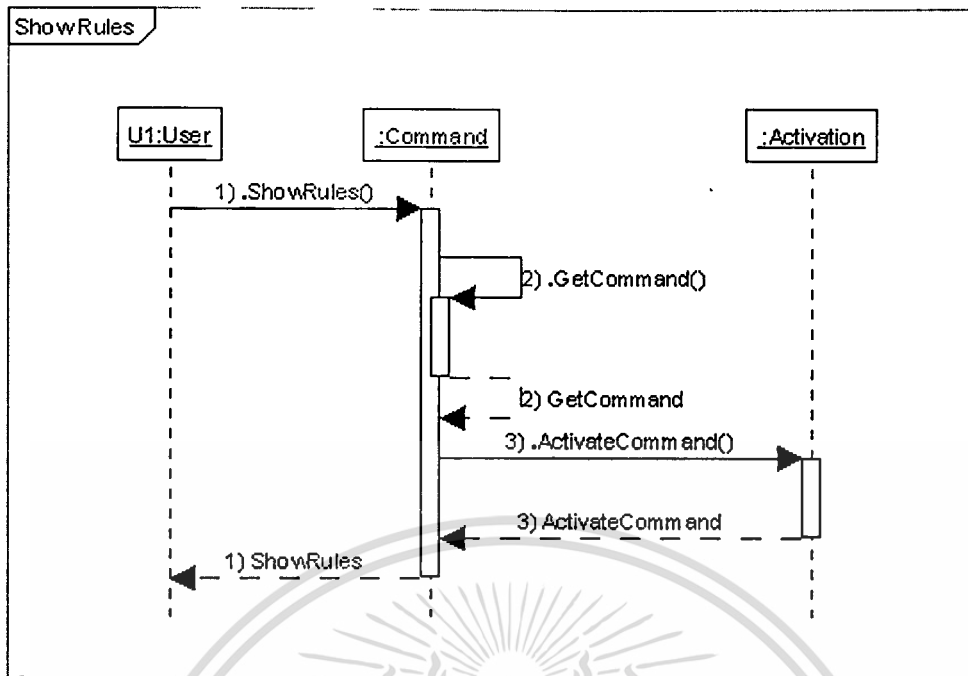 ShowRules
U1:User
:Command
:Activation
1) .ShowRules()
2) .GetCommand()
2) GetCommand
3) .ActivateCommand()
3) ActivateCommand
1) ShowRules